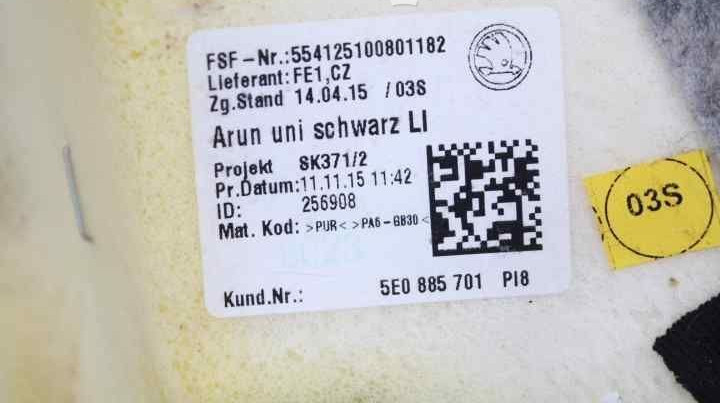 FSF-Nr.:554125100801182
Lieferant:FE1,CZ
Zg.Stand 14.04.15 /03S
Arun uni schwarz LI
Projekt SK371/2
Pr.Datum:11.11.15 11:42
ID: 256908
Mat. Kod: >PUR< >PA6-GB30<
Kund.Nr.: 5E0 885 701 PI8
03S